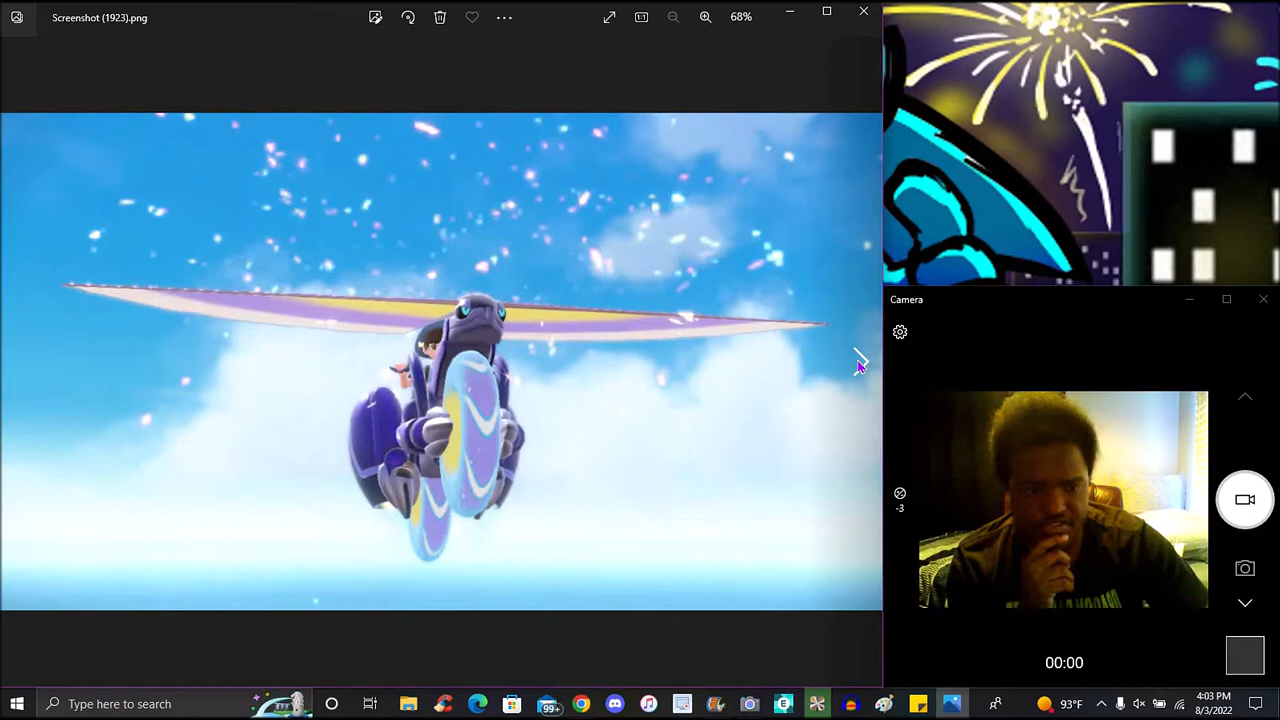 Screenshot (1923).png
68%
Camera
-3
00:00
Type here to search
99+
93°F
4:03 PM
8/3/2022